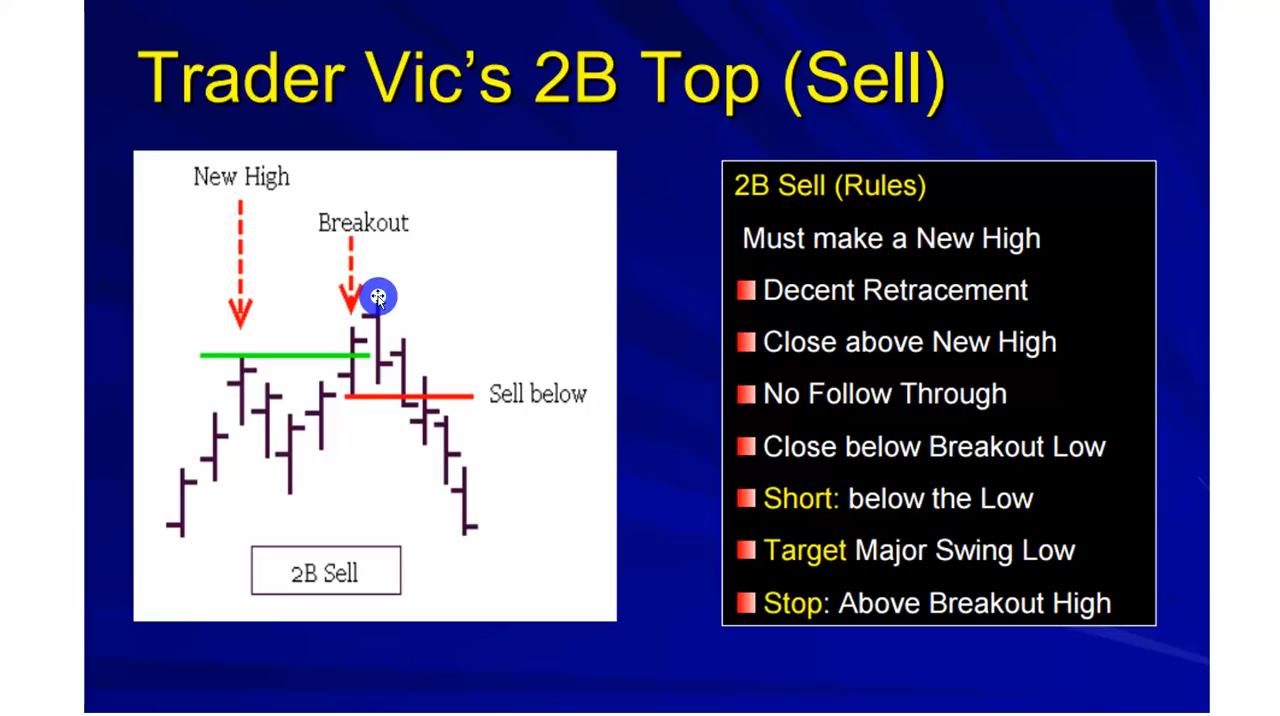 Trader Vic's 2B Top (Sell)
New High
Breakout
Sell below
2B Sell
2B Sell (Rules)
Must make a New High
Decent Retracement
Close above New High
No Follow Through
Close below Breakout Low
Short: below the Low
Target Major Swing Low
Stop: Above Breakout High